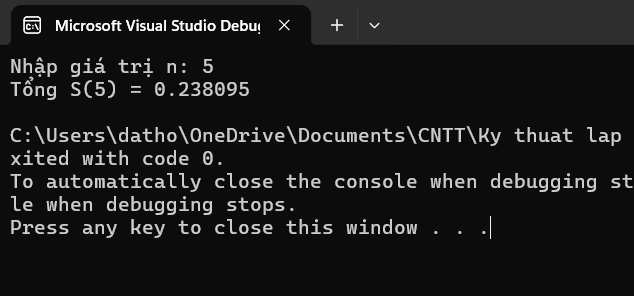 Microsoft Visual Studio Debug
Nhập giá trị n: 5
Tổng S(5) = 0.238095
C:\Users\datho\OneDrive\Documents\CNTT\Ky thuat lap
xited with code 0.
To automatically close the console when debugging st
le when debugging stops.
Press any key to close this window . . .